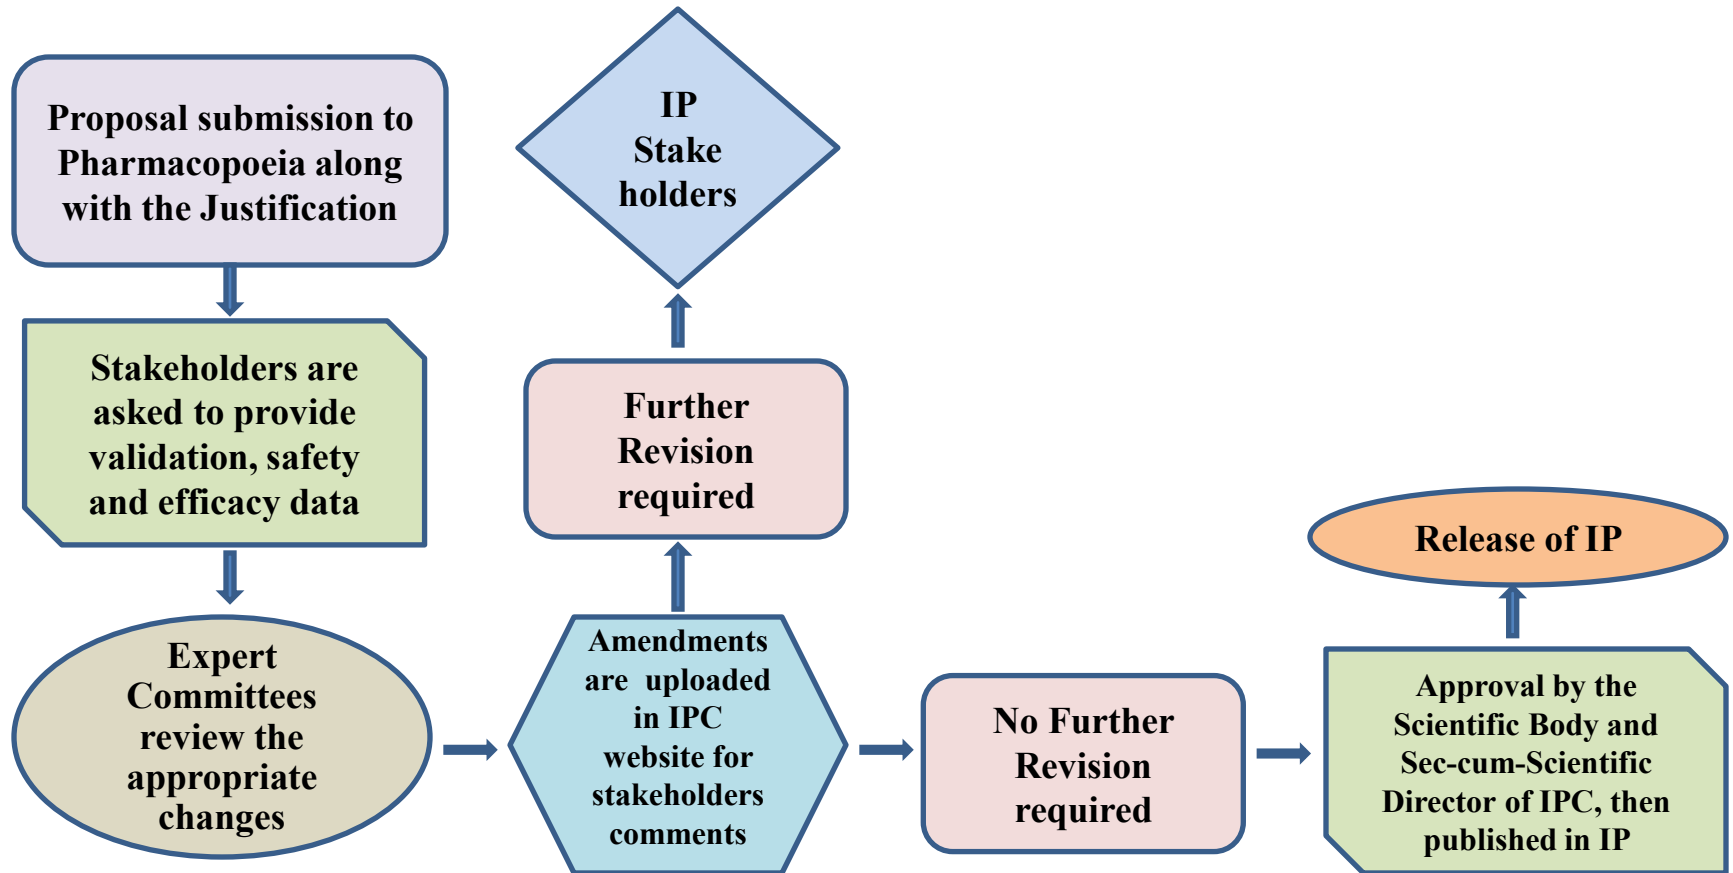 Proposal submission to
Pharmacopoeia along
with the Justification
Stakeholders are
asked to provide
validation, safety
and efficacy data
Expert
Committees
review the
appropriate
changes
IP
Stake
holders
Further
Revision
required
Amendments
are uploaded
in IPC
website for
stakeholders
comments
No Further
Revision
required
Release of IP
Approval by the
Scientific Body and
Sec-cum-Scientific
Director of IPC, then
published in IP